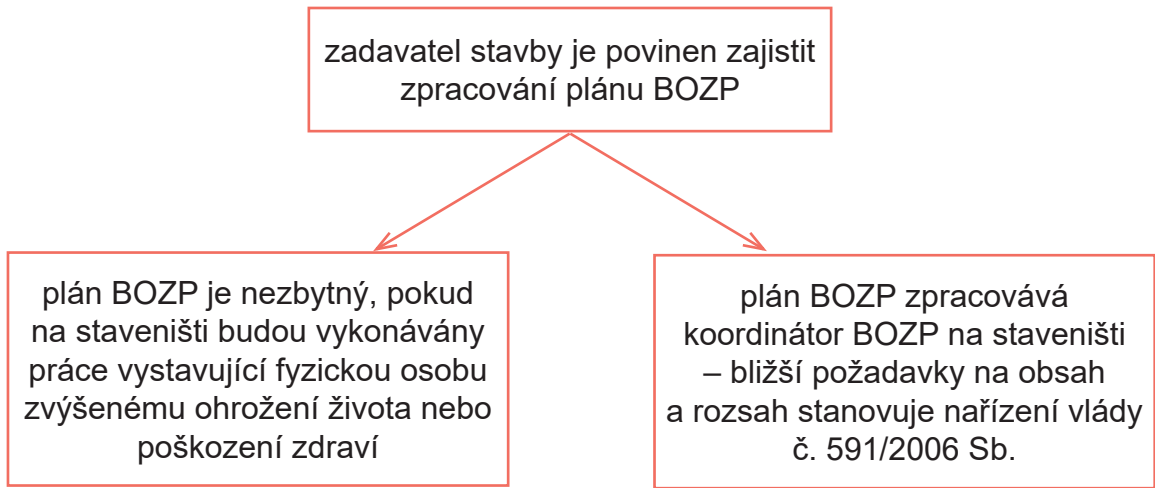 zadavatel stavby je povinen zajistit
zpracování plánu BOZP
plán BOZP je nezbytný, pokud
na staveništi budou vykonávány
práce vystavující fyzickou osobu
zvýšenému ohrožení života nebo
poškození zdraví
plán BOZP zpracovává
koordinátor BOZP na staveništi
– bližší požadavky na obsah
a rozsah stanovuje nařízení vlády
č. 591/2006 Sb.